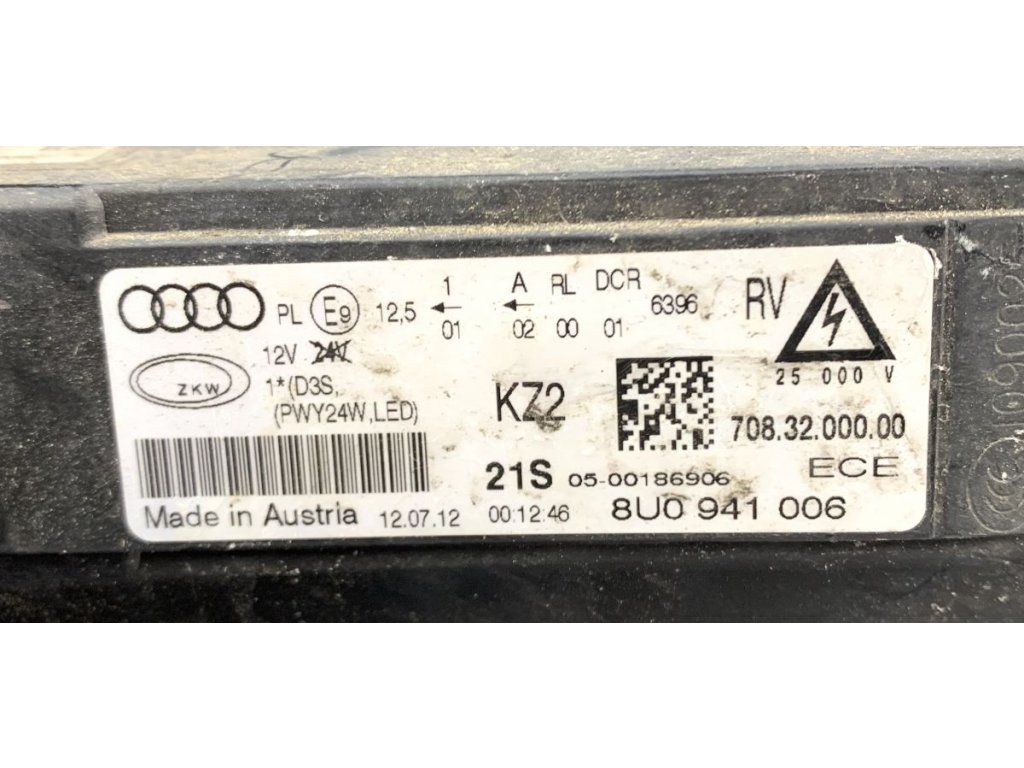 1 A RL DCR
PL E9 12,5 6396 RV
01 02 00 01
12V 24V
25 000 V
ZKW 1*(D3S,
(PWY24W,LED)
KZ2
708.32.000.00
21S 05-00186906 ECE
Made in Austria 12.07.12 00:12:46 8U0 941 006